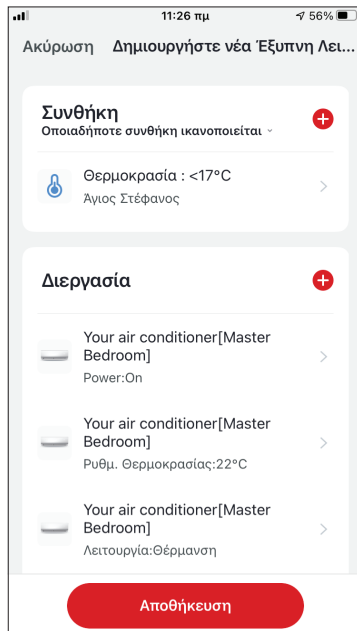 11:26 πμ
56%
Ακύρωση Δημιουργήστε νέα Έξυπνη Λει...
Συνθήκη
Οποιαδήποτε συνθήκη ικανοποιείται
Θερμοκρασία : <17°C
Άγιος Στέφανος
Διεργασία
Your air conditioner[Master
Bedroom]
Power:On
Your air conditioner[Master
Bedroom]
Ρυθμ. Θερμοκρασίας:22°C
Your air conditioner[Master
Bedroom]
Λειτουργία:Θέρμανση
Αποθήκευση